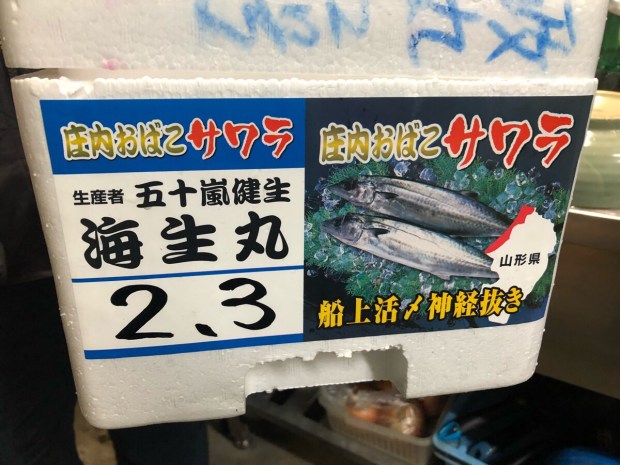 庄内おばこサワラ
生産者 五十嵐健生
海生丸
2、3
庄内おばこサワラ
山形県
船上活〆神経抜き